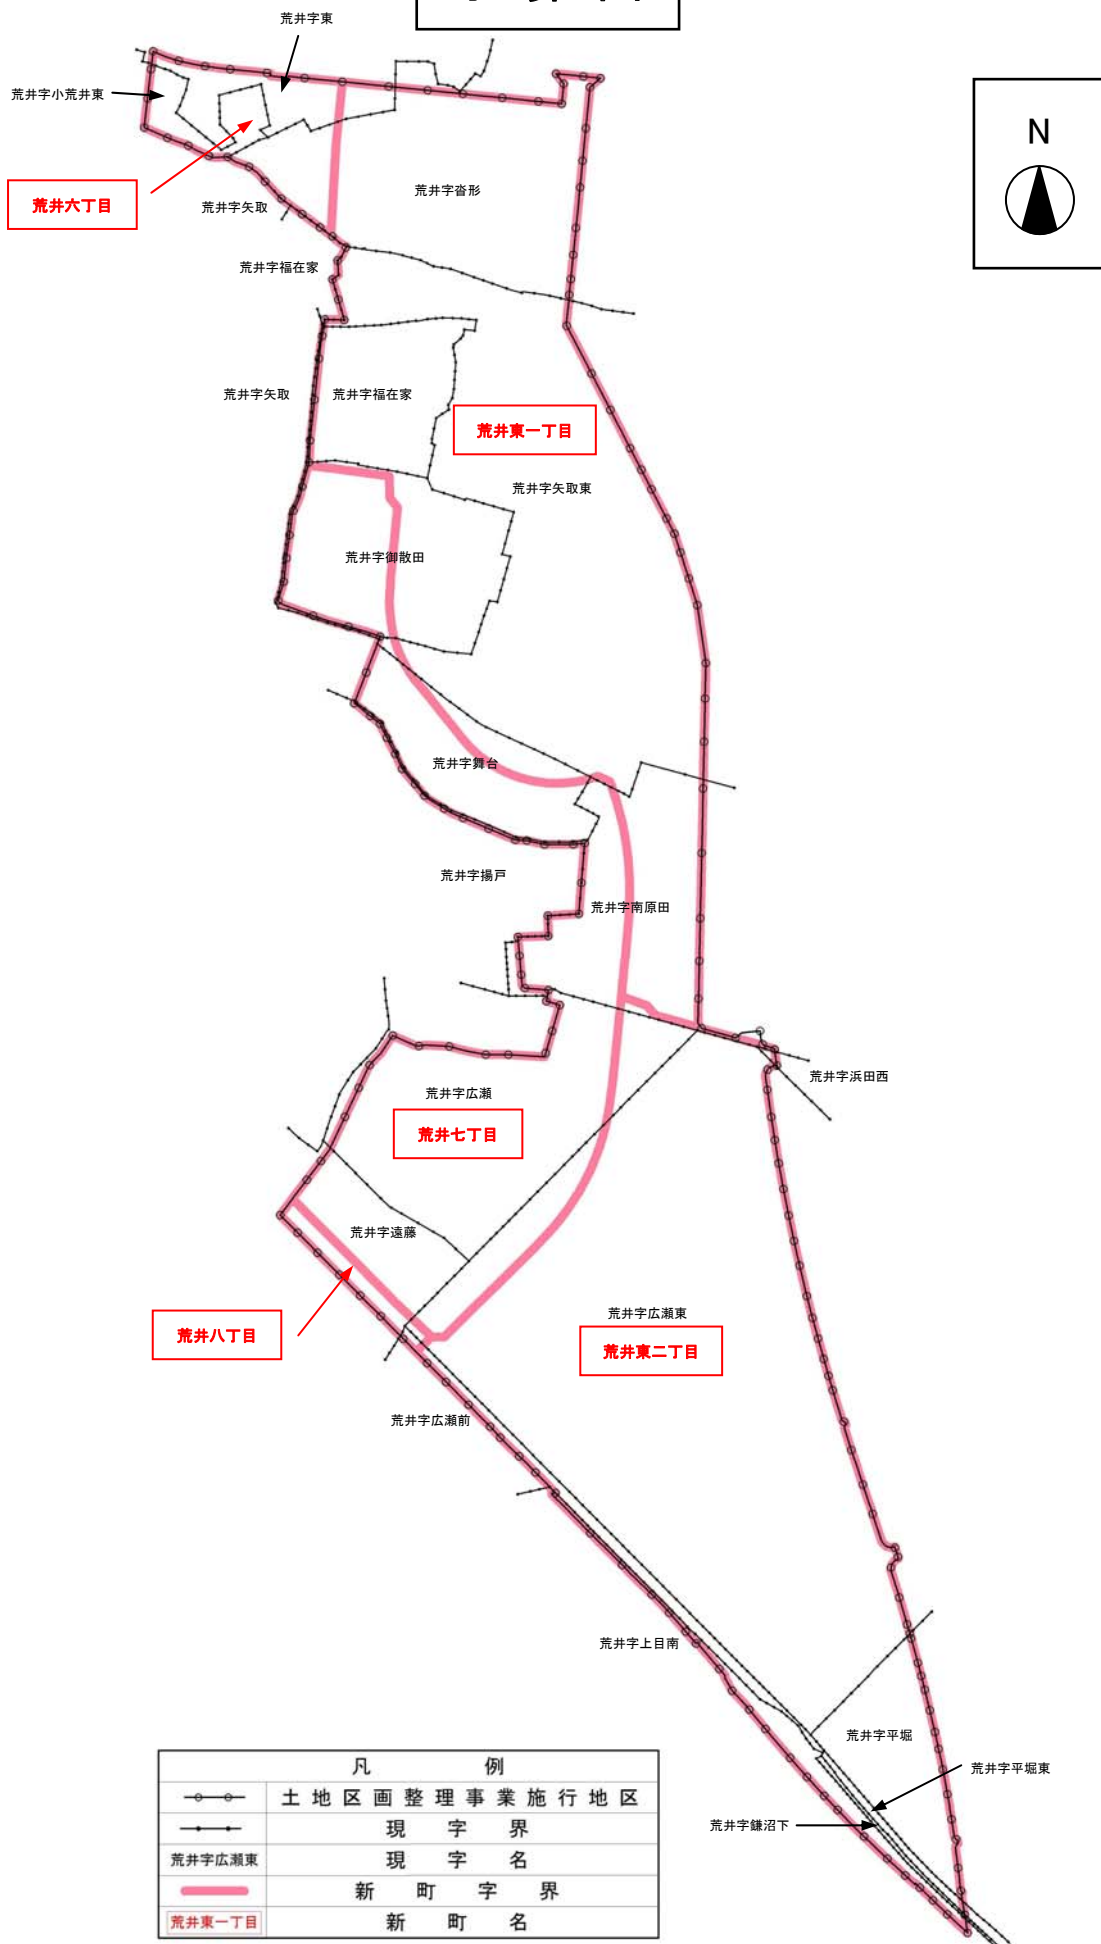 荒井字東
荒井字小荒井東
N
荒井字沓形
荒井六丁目
荒井字矢取
荒井字福在家
荒井字矢取
荒井字福在家
荒井東一丁目
荒井字矢取東
荒井字御散田
荒井字舞台
荒井字揚戸
荒井字南原田
荒井字浜田西
荒井字広瀬
荒井七丁目
荒井字遠藤
荒井字広瀬東
荒井八丁目
荒井東二丁目
荒井字広瀬前
荒井字上目南
荒井字平堀
荒井字平堀東
荒井字鎌沼下
凡 例
土地区画整理事業施行地区
現 字 界
荒井字広瀬東 現 字 名
新 町 字 界
荒井東一丁目 新 町 名